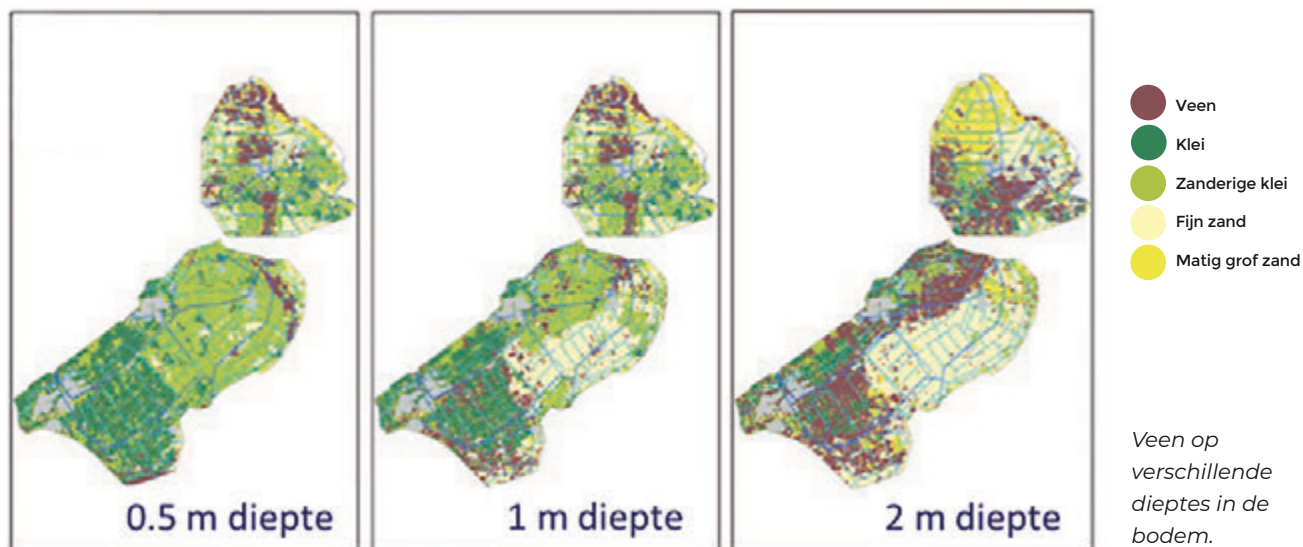 0.5 m diepte
1 m diepte
2 m diepte
Veen
Klei
Zanderige klei
Fijn zand
Matig grof zand
Veen op
verschillende
dieptes in de
bodem.